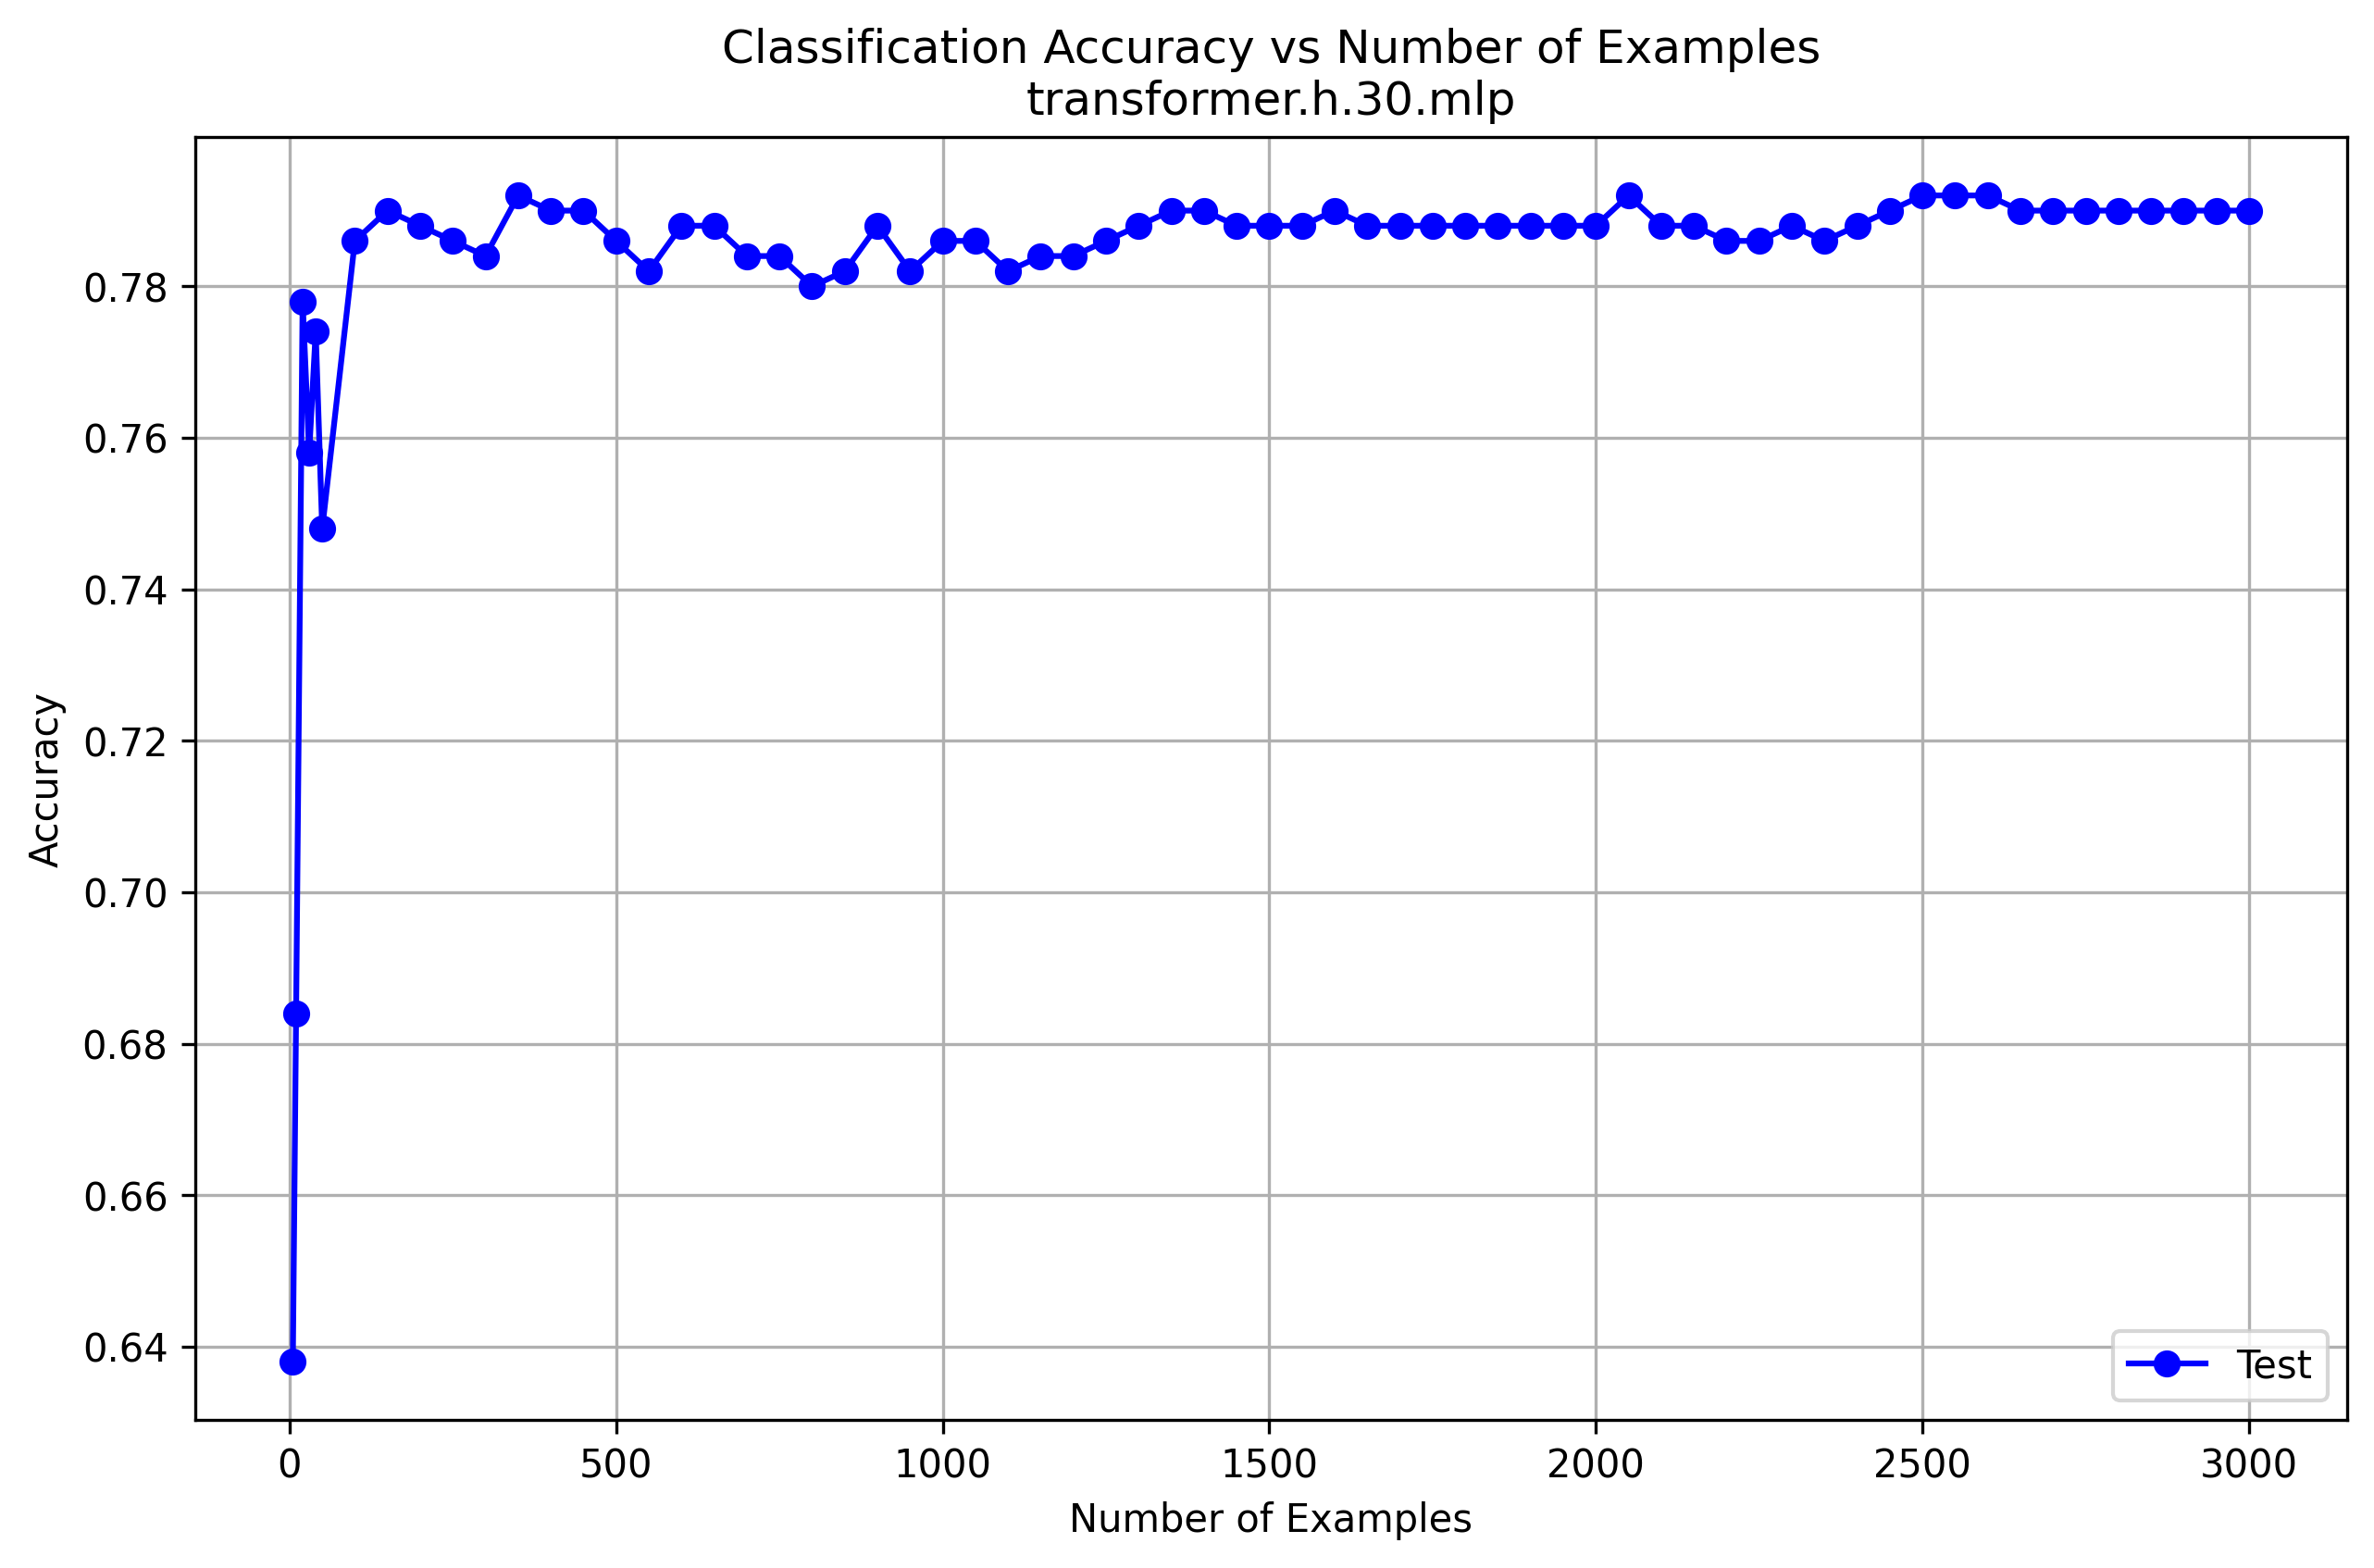 Classification Accuracy vs Number of Examples
transformer.h.30.mlp
Accuracy
0.78
0.76
0.74
0.72
0.70
0.68
0.66
0.64
Test
0 500 1000 1500 2000 2500 3000
Number of Examples